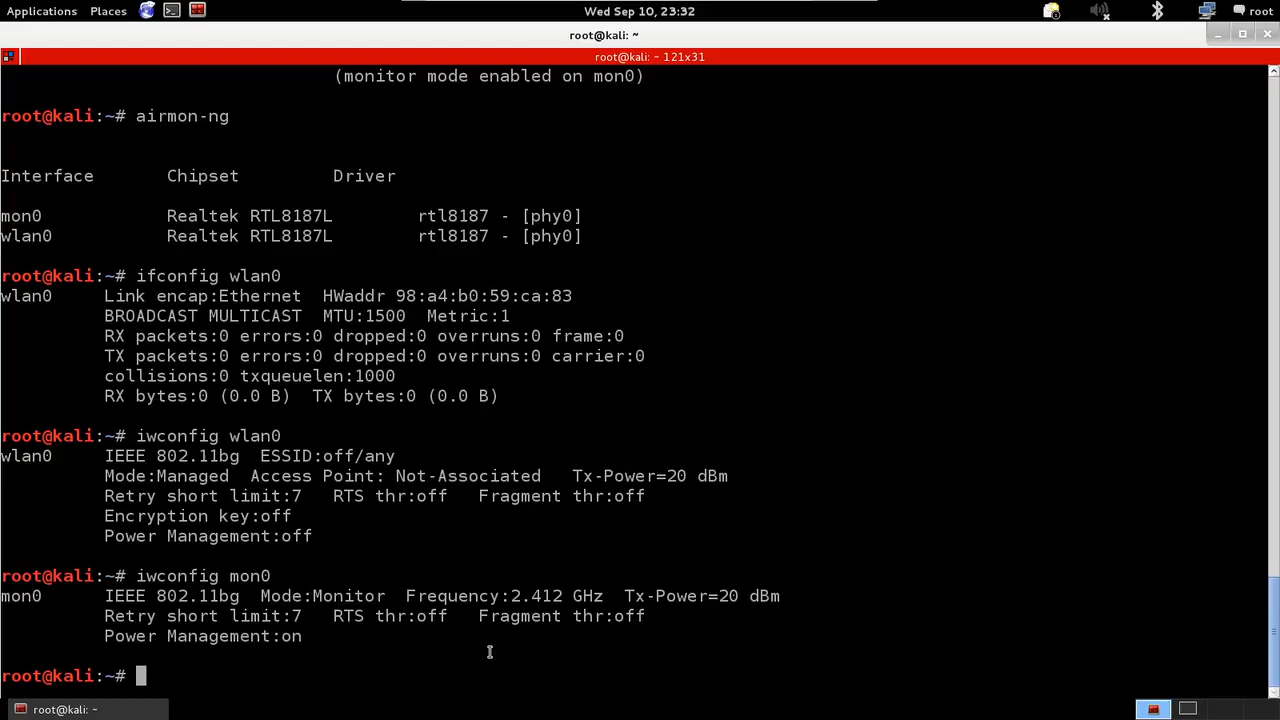 Applications Places Wed Sep 10, 23:32 root
root@kali: ~
root@kali: ~ 121x31
(monitor mode enabled on mon0)
root@kali:~# airmon-ng
Interface Chipset Driver
mon0 Realtek RTL8187L rtl8187 - [phy0]
wlan0 Realtek RTL8187L rtl8187 - [phy0]
root@kali:~# ifconfig wlan0
wlan0 Link encap:Ethernet HWaddr 98:a4:b0:59:ca:83
BROADCAST MULTICAST MTU:1500 Metric:1
RX packets:0 errors:0 dropped:0 overruns:0 frame:0
TX packets:0 errors:0 dropped:0 overruns:0 carrier:0
collisions:0 txqueuelen:1000
RX bytes:0 (0.0 B) TX bytes:0 (0.0 B)
root@kali:~# iwconfig wlan0
wlan0 IEEE 802.11bg ESSID:off/any
Mode:Managed Access Point: Not-Associated Tx-Power=20 dBm
Retry short limit:7 RTS thr:off Fragment thr:off
Encryption key:off
Power Management:off
root@kali:~# iwconfig mon0
mon0 IEEE 802.11bg Mode:Monitor Frequency:2.412 GHz Tx-Power=20 dBm
Retry short limit:7 RTS thr:off Fragment thr:off
Power Management:on
root@kali:~#
root@kali: ~